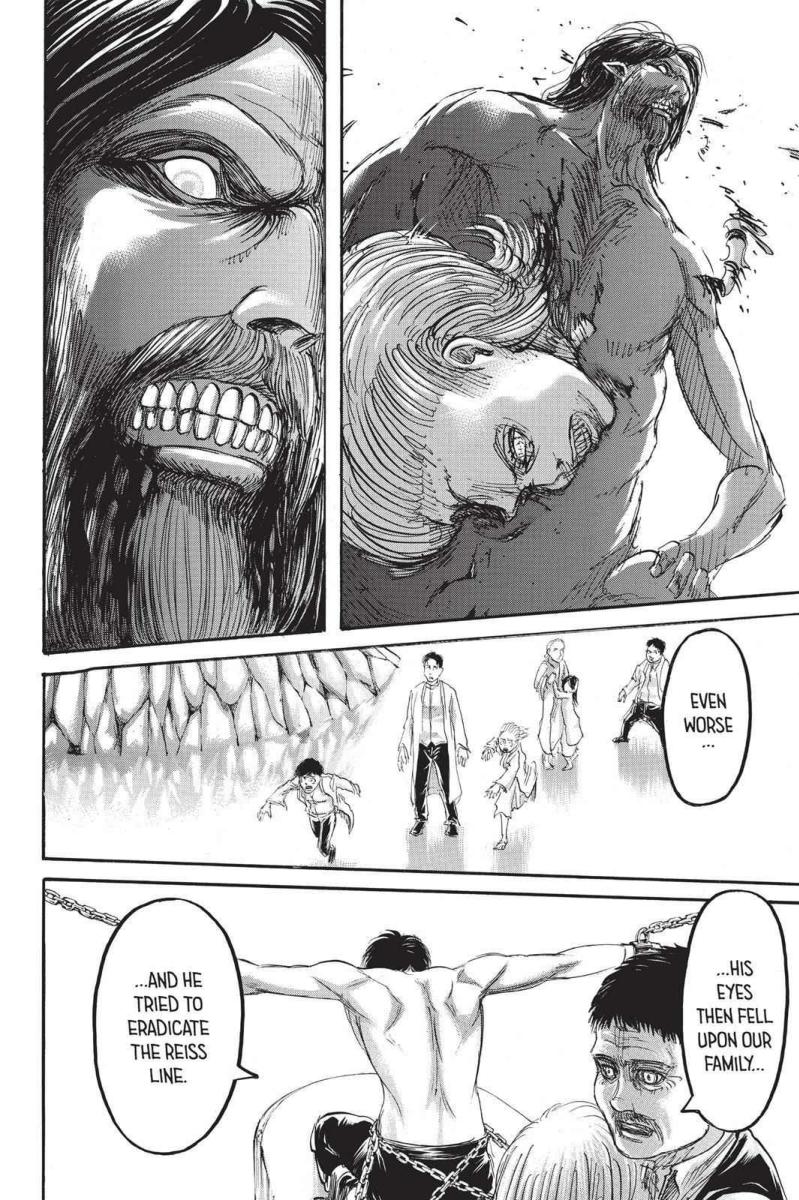 EVEN
WORSE
...
...HIS
EYES
THEN FELL
UPON OUR
FAMILY...
...AND HE
TRIED TO
ERADICATE
THE REISS
LINE.